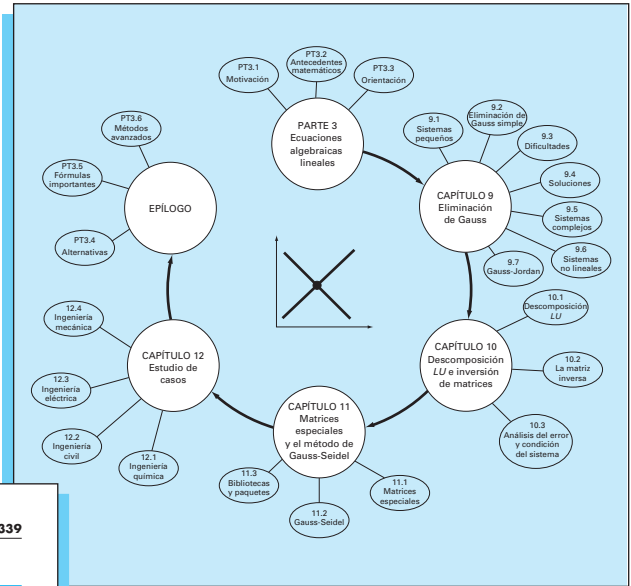 PT3.1
Motivación
PT3.2
Antecedentes
matemáticos
PT3.3
Orientación
PARTE 3
Ecuaciones
algebraicas
lineales
9.1
Sistemas
pequeños
9.2
Eliminación de
Gauss simple
9.3
Dificultades
9.4
Soluciones
9.5
Sistemas
complejos
9.6
Sistemas
no lineales
9.7
Gauss-Jordan
CAPÍTULO 9
Eliminación
de Gauss
10.1
Descomposición
LU
10.2
La matriz
inversa
10.3
Análisis del error
y condición
del sistema
CAPÍTULO 10
Descomposición
LU e inversión
de matrices
CAPÍTULO 11
Matrices
especiales
y el método de
Gauss-Seidel
11.1
Matrices
especiales
11.2
Gauss-Seidel
11.3
Bibliotecas
y paquetes
CAPÍTULO 12
Estudio de
casos
12.1
Ingeniería
química
12.2
Ingeniería
civil
12.3
Ingeniería
eléctrica
12.4
Ingeniería
mecánica
EPÍLOGO
PT3.4
Alternativas
PT3.5
Fórmulas
importantes
PT3.6
Métodos
avanzados
339